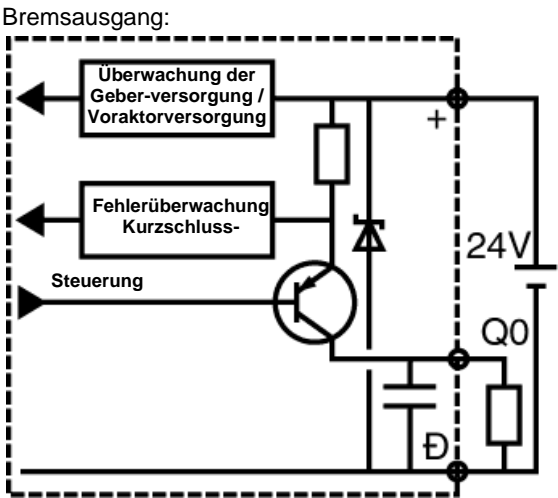 Bremsausgang:
Überwachung der
Geber-versorgung /
Voraktorversorgung
+
Fehlerüberwachung
Kurzschluss-
24V
Steuerung
Q0
Đ